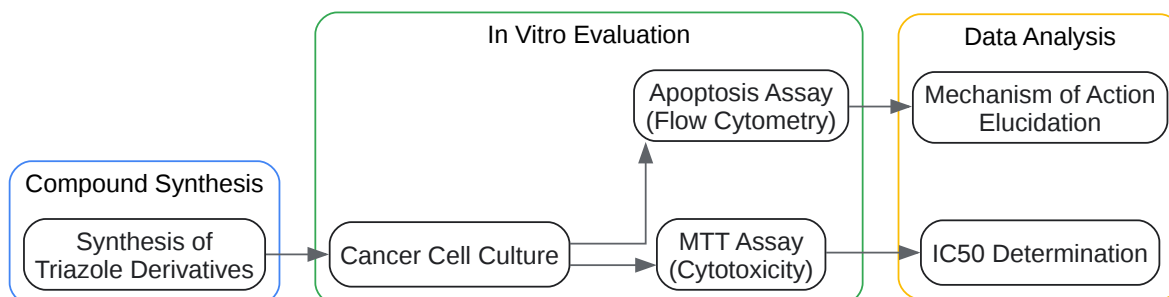 Compound Synthesis
Synthesis of
Triazole Derivatives
In Vitro Evaluation
Cancer Cell Culture
Apoptosis Assay
(Flow Cytometry)
MTT Assay
(Cytotoxicity)
Data Analysis
Mechanism of Action
Elucidation
IC50 Determination